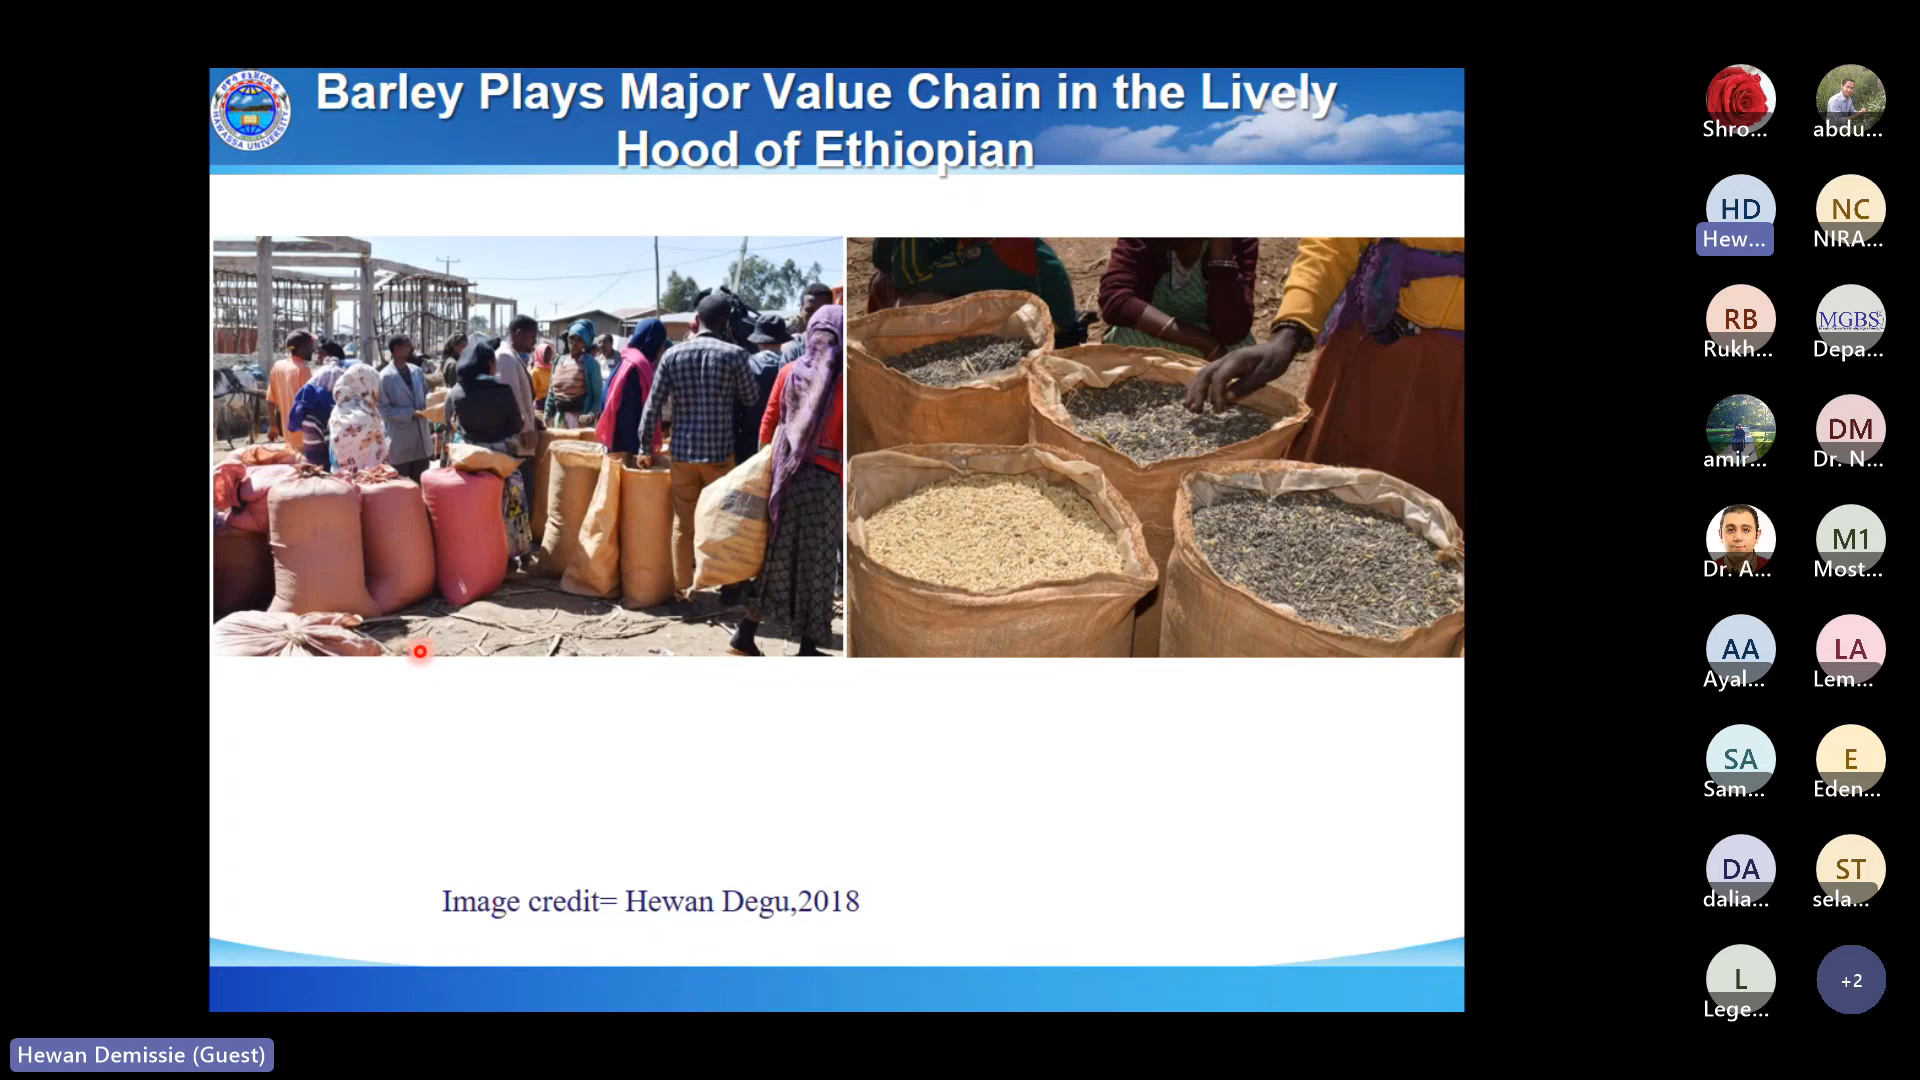 Barley Plays Major Value Chain in the Lively
Hood of Ethiopian
HAWASSA UNIVERSITY
Image credit= Hewan Degu,2018
Hewan Demissie (Guest)
Shro...
abdu...
HD
Hew...
NC
NIRA...
RB
Rukh...
MGBS
Depa...
amir...
DM
Dr. N...
Dr. A...
M1
Most...
AA
Ayal...
LA
Lem...
SA
Sam...
E
Eden...
DA
dalia...
ST
sela...
L
Lege...
+2